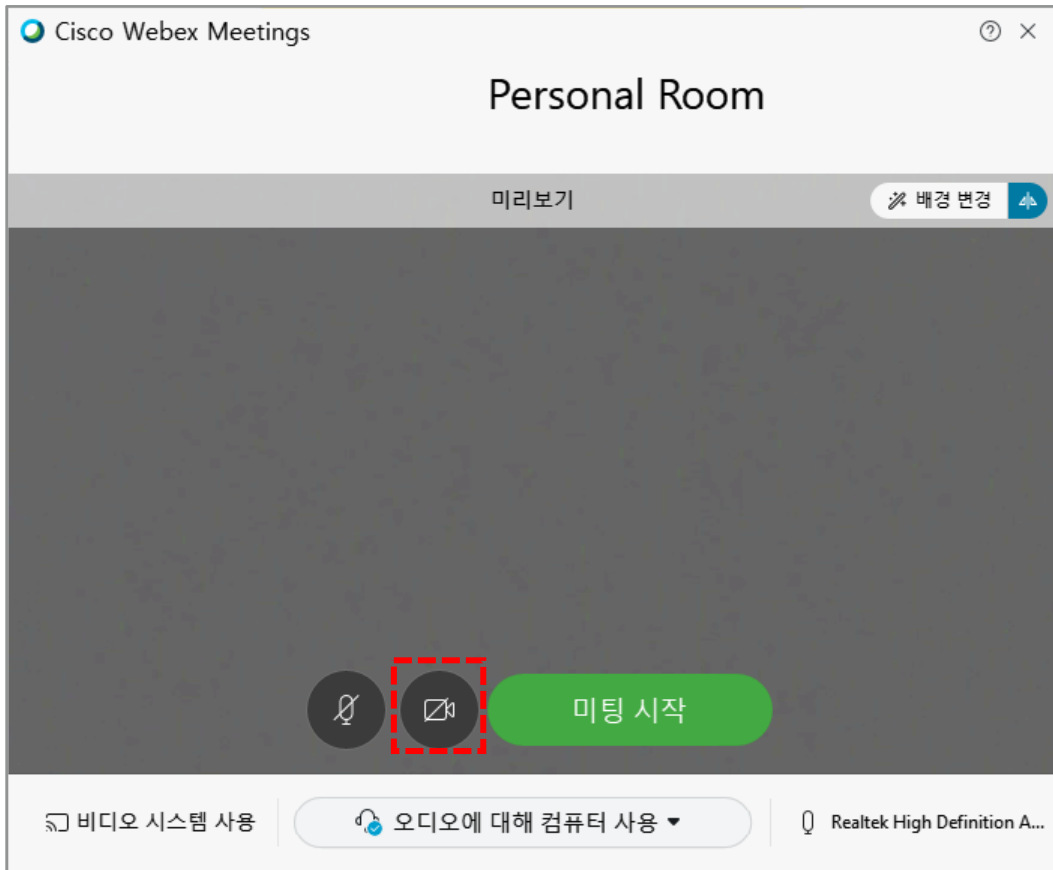 Cisco Webex Meetings
Personal Room
미리보기
배경 변경
미팅 시작
비디오 시스템 사용
오디오에 대해 컴퓨터 사용
Realtek High Definition A...